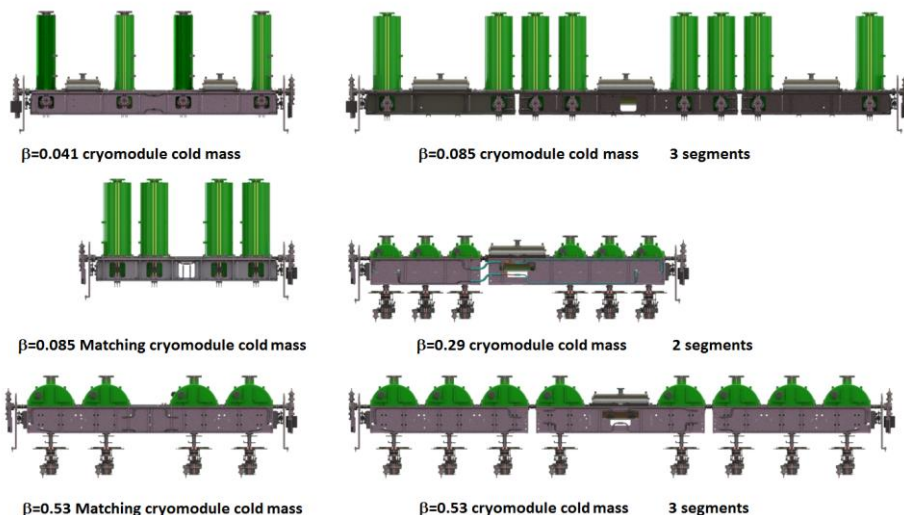 β=0.041 cryomodule cold mass
β=0.085 cryomodule cold mass 3 segments
β=0.085 Matching cryomodule cold mass
β=0.29 cryomodule cold mass 2 segments
β=0.53 Matching cryomodule cold mass
β=0.53 cryomodule cold mass 3 segments